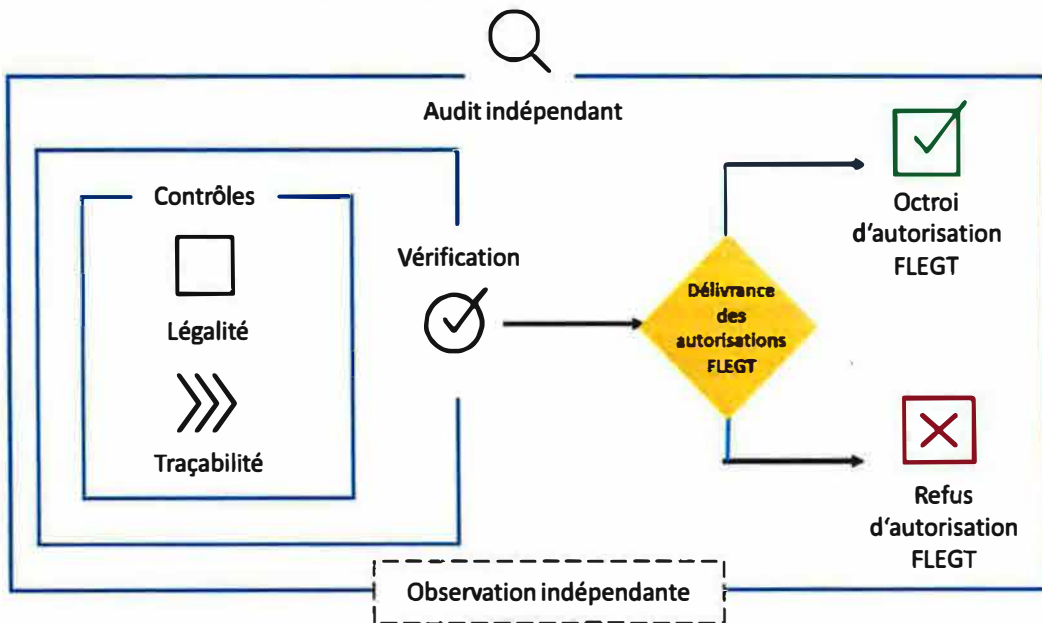 Audit indépendant
Contrôles
Légalité
Traçabilité
Vérification
Délivrance
des
autorisations
FLEGT
Octroi
d'autorisation
FLEGT
Refus
d'autorisation
FLEGT
Observation indépendante